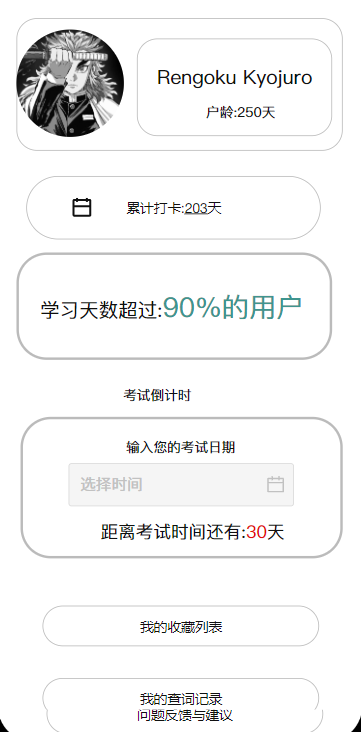 Rengoku Kyojuro
户龄:250天
累计打卡:203天
学习天数超过:90%的用户
考试倒计时
输入您的考试日期
选择时间
距离考试时间还有:30天
我的收藏列表
我的查词记录
问题反馈与建议